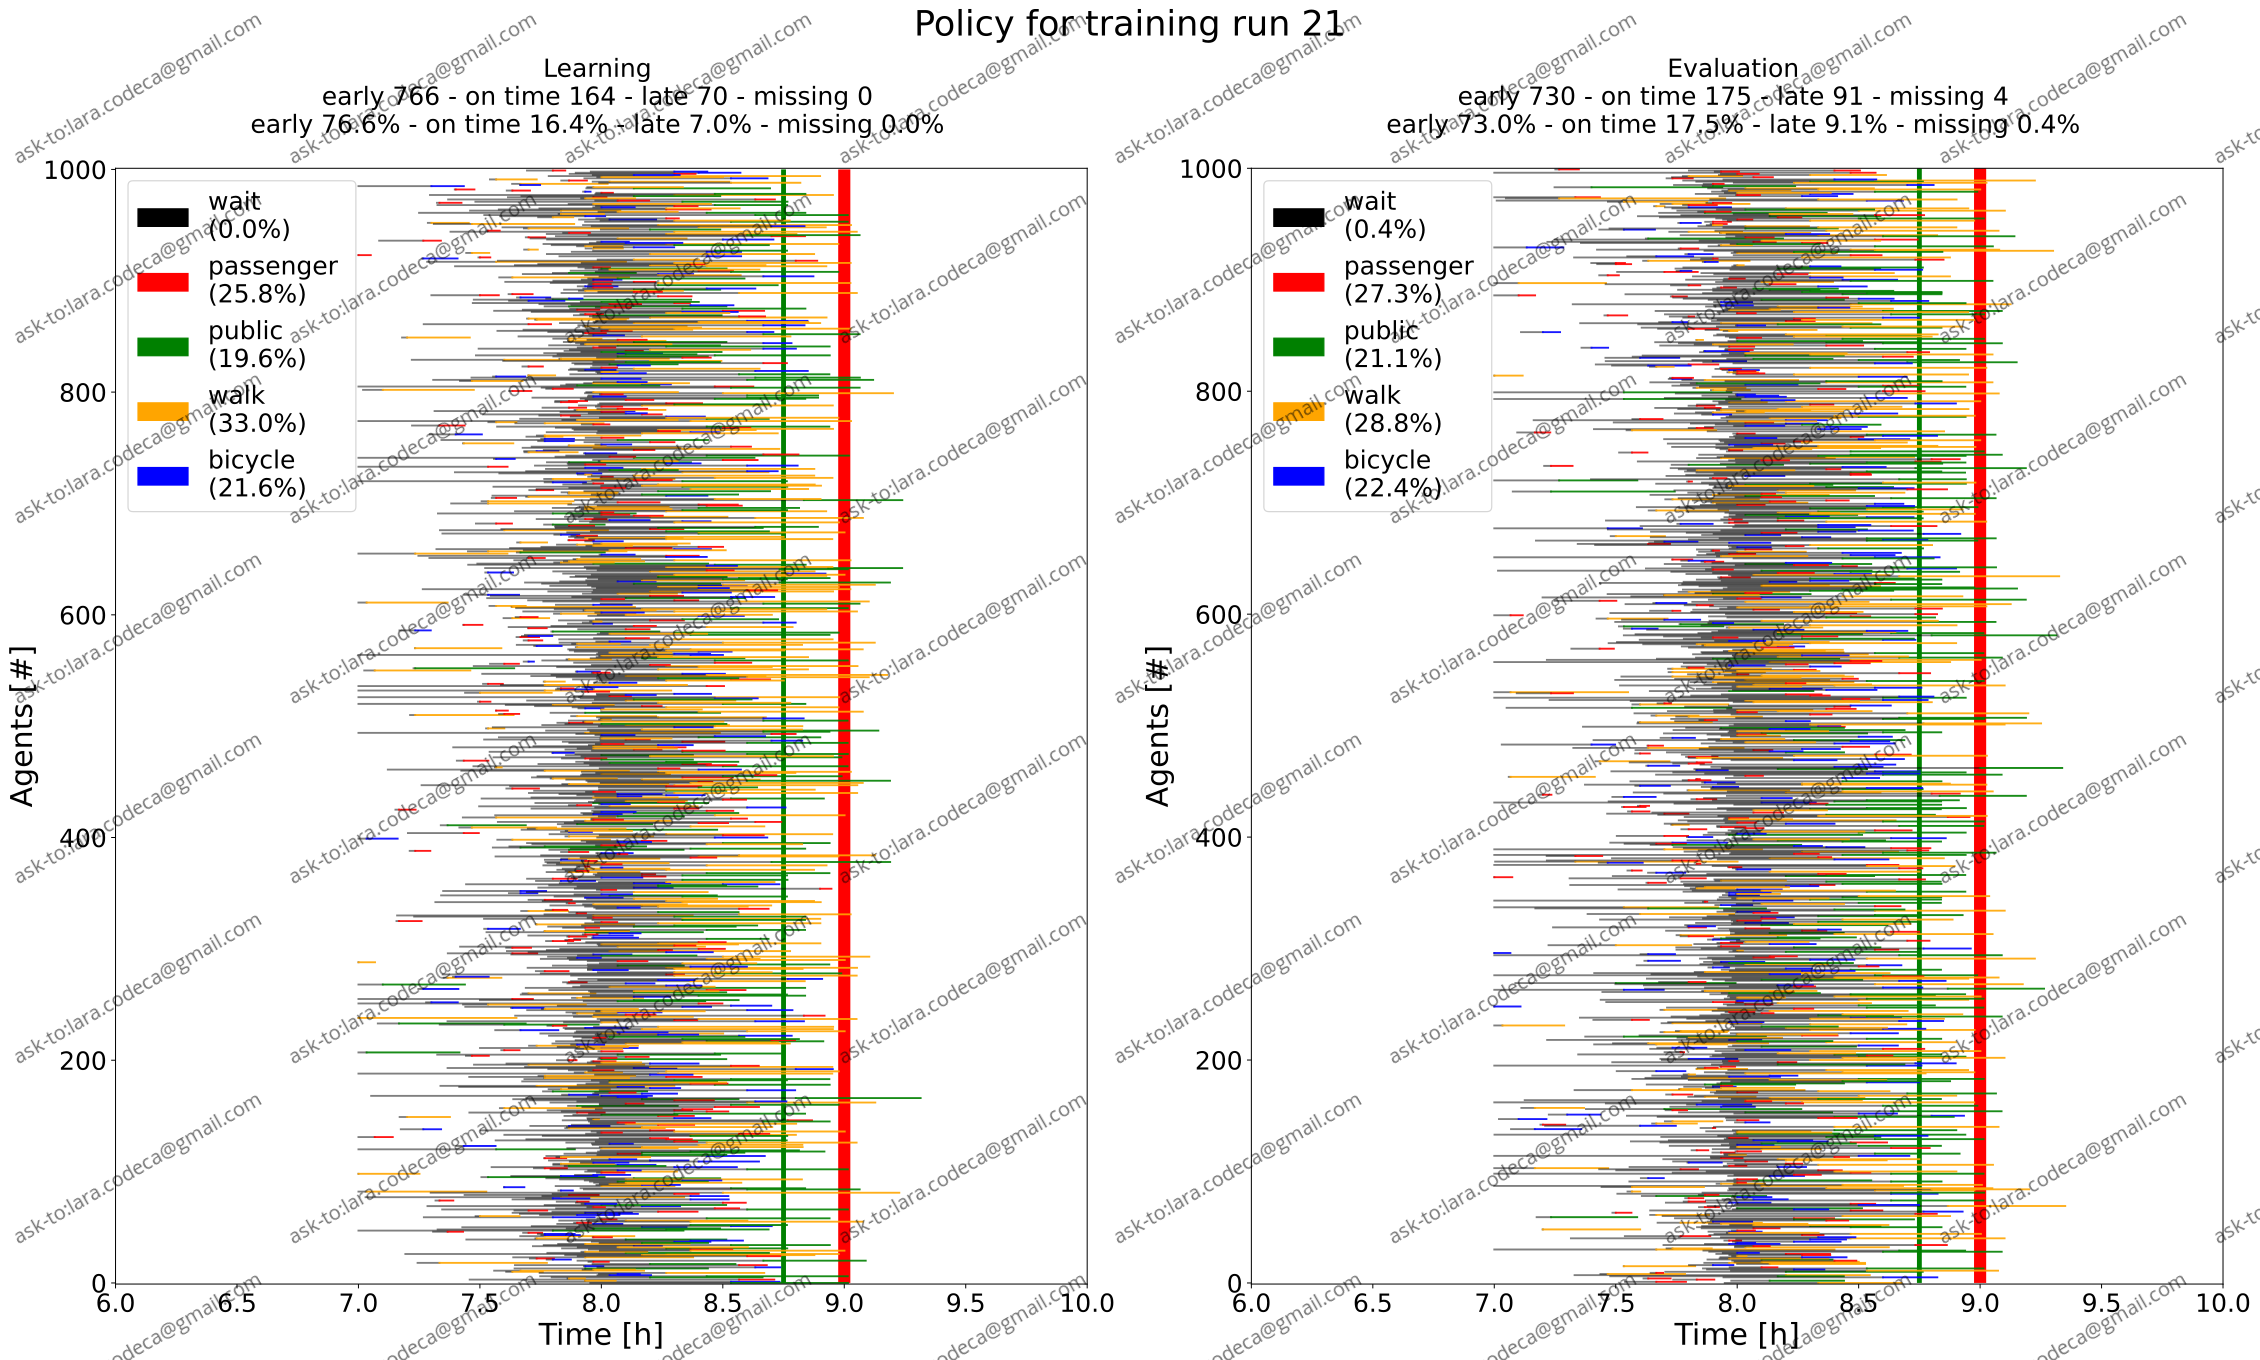 Policy for training run 21
Learning
early 766 - on time 164 - late 70 - missing 0
early 76.6% - on time 16.4% - late 7.0% - missing 0.0%
1000
800
600
400
200
0
Agents [#]
wait
(0.0%)
passenger
(25.8%)
public
(19.6%)
walk
(33.0%)
bicycle
(21.6%)
6.0 6.5 7.0 7.5 8.0 8.5 9.0 9.5 10.0
Time [h]
Evaluation
early 730 - on time 175 - late 91 - missing 4
early 73.0% - on time 17.5% - late 9.1% - missing 0.4%
1000
800
600
400
200
0
Agents [#]
wait
(0.4%)
passenger
(27.3%)
public
(21.1%)
walk
(28.8%)
bicycle
(22.4%)
6.0 6.5 7.0 7.5 8.0 8.5 9.0 9.5 10.0
Time [h]
ask-to:lara.codeca@gmail.com